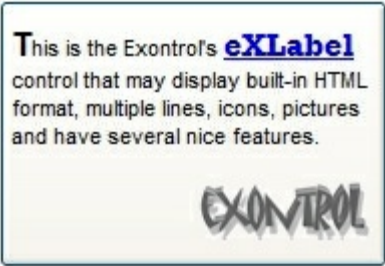 This is the Exontrol's eXLabel
control that may display built-in HTML
format, multiple lines, icons, pictures
and have several nice features.
EXONTROL